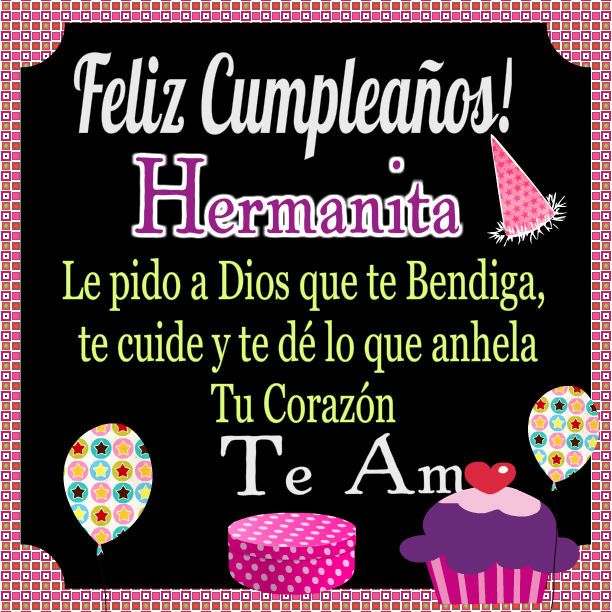 Feliz Cumpleaños!
Hermanita
Le pido a Dios que te Bendiga,
te cuide y te dé lo que anhela
Tu Corazón
Te Am